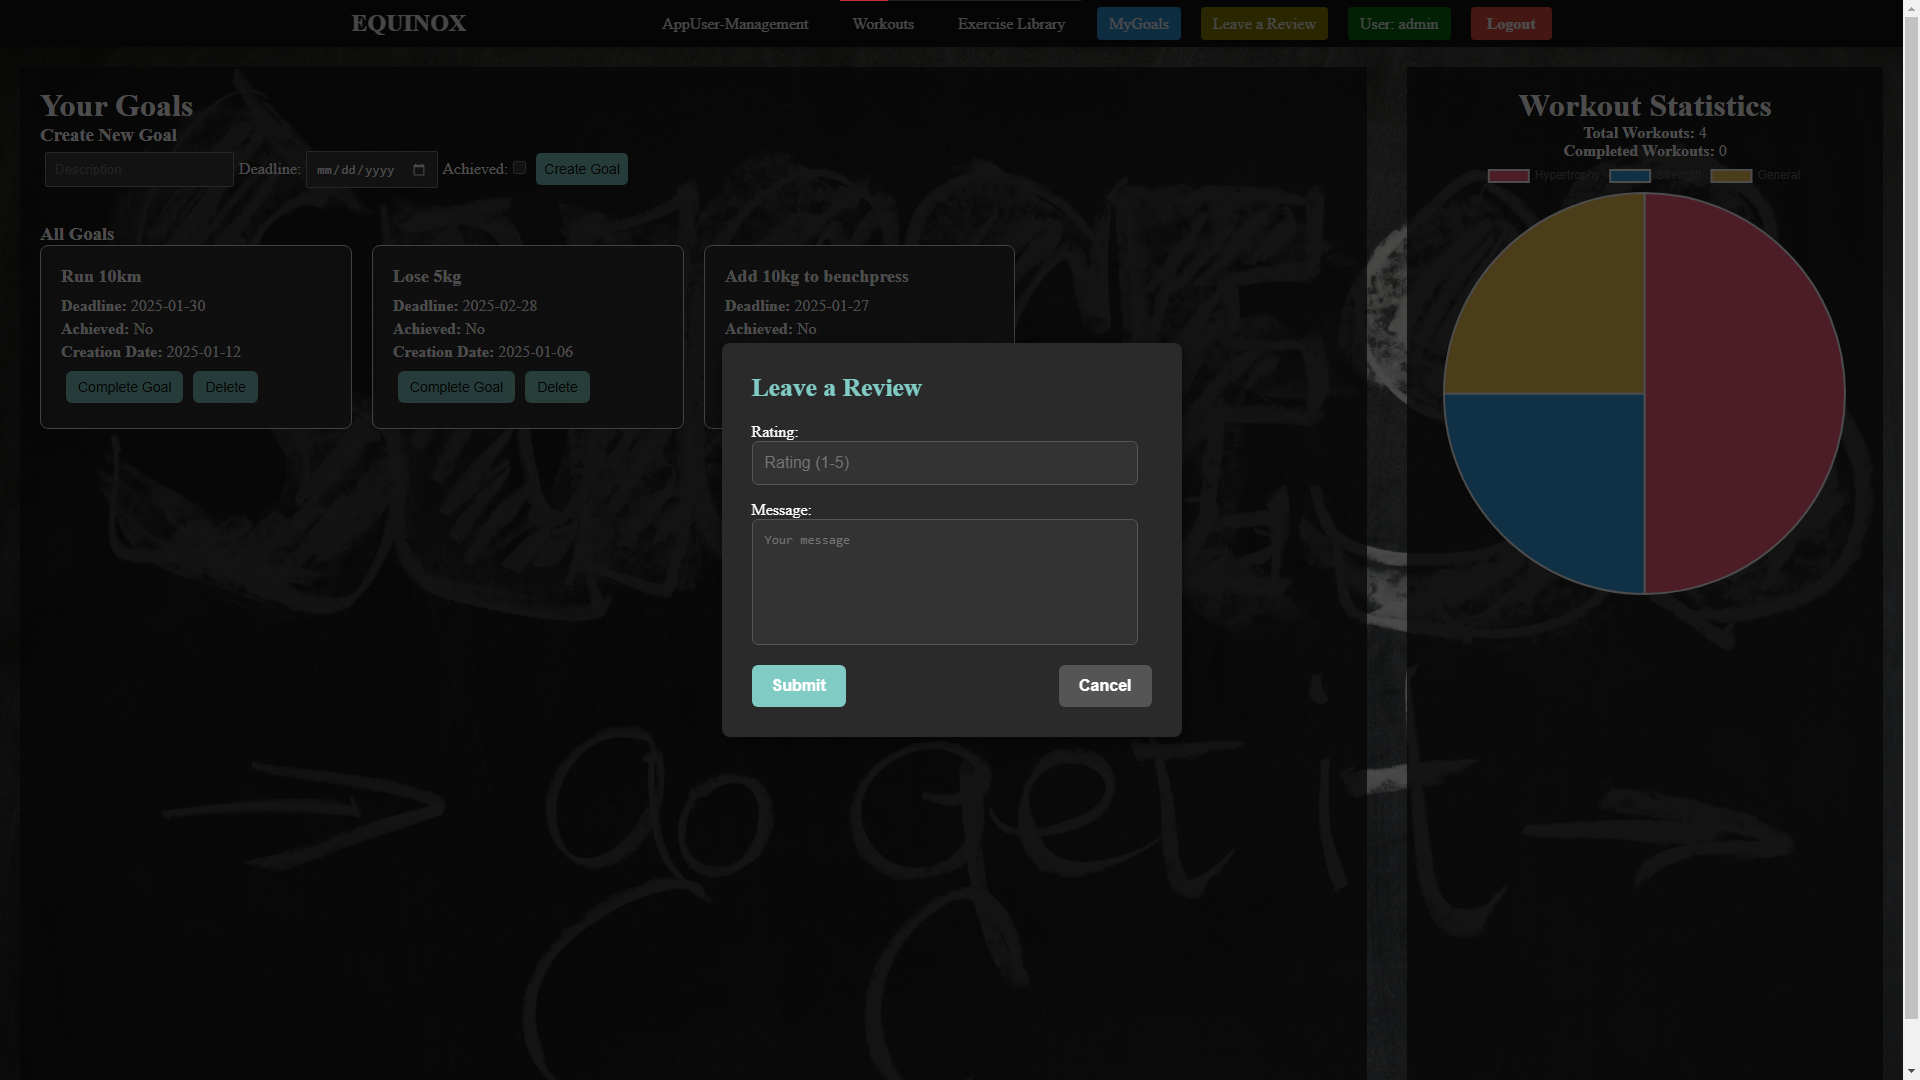 EQUINOX AppUser-Management Workouts Exercise Library MyGoals Leave a Review User: admin Logout
Your Goals
Create New Goal
Description Deadline: mm/dd/yyyy Achieved: Create Goal
All Goals
Run 10km
Deadline: 2025-01-30
Achieved: No
Creation Date: 2025-01-12
Complete Goal Delete
Lose 5kg
Deadline: 2025-02-28
Achieved: No
Creation Date: 2025-01-06
Complete Goal Delete
Add 10kg to benchpress
Deadline: 2025-01-27
Achieved: No
Leave a Review
Rating:
Rating (1-5)
Message:
Your message
Submit Cancel
Workout Statistics
Total Workouts: 4
Completed Workouts: 0
Hypertrophy Strength General
go get it